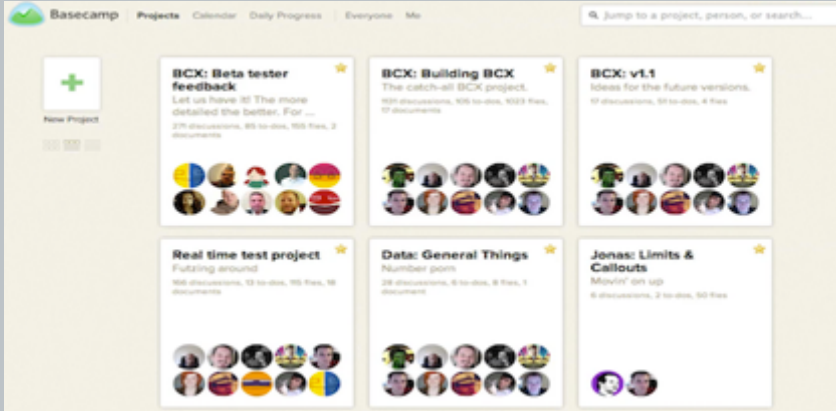 Basecamp
Projects Calendar Daily Progress Everyone Me
Jump to a project, person, or search...
New Project
BCX: Beta tester
feedback
Let us have it! The more
detailed the better. For ...
271 discussions, 85 to-dos, 155 files, 2
documents
BCX: Building BCX
The catch-all BCX project.
1131 discussions, 105 to-dos, 1023 files,
17 documents
BCX: v1.1
Ideas for the future versions.
17 discussions, 51 to-dos, 4 files
Real time test project
Futzing around
166 discussions, 13 to-dos, 115 files, 18
documents
Data: General Things
Number porn
28 discussions, 6 to-dos, 8 files, 1
document
Jonas: Limits &
Callouts
Movin' on up
6 discussions, 2 to-dos, 50 files